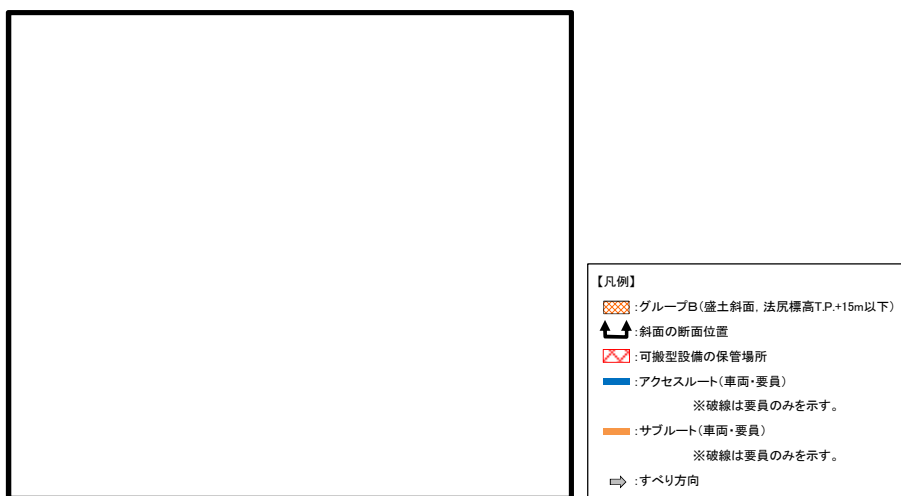 【凡例】
:グループB(盛土斜面, 法尻標高T.P.+15m以下)
:斜面の断面位置
:可搬型設備の保管場所
:アクセスルート(車両・要員)
※破線は要員のみを示す。
:サブルート(車両・要員)
※破線は要員のみを示す。
:すべり方向